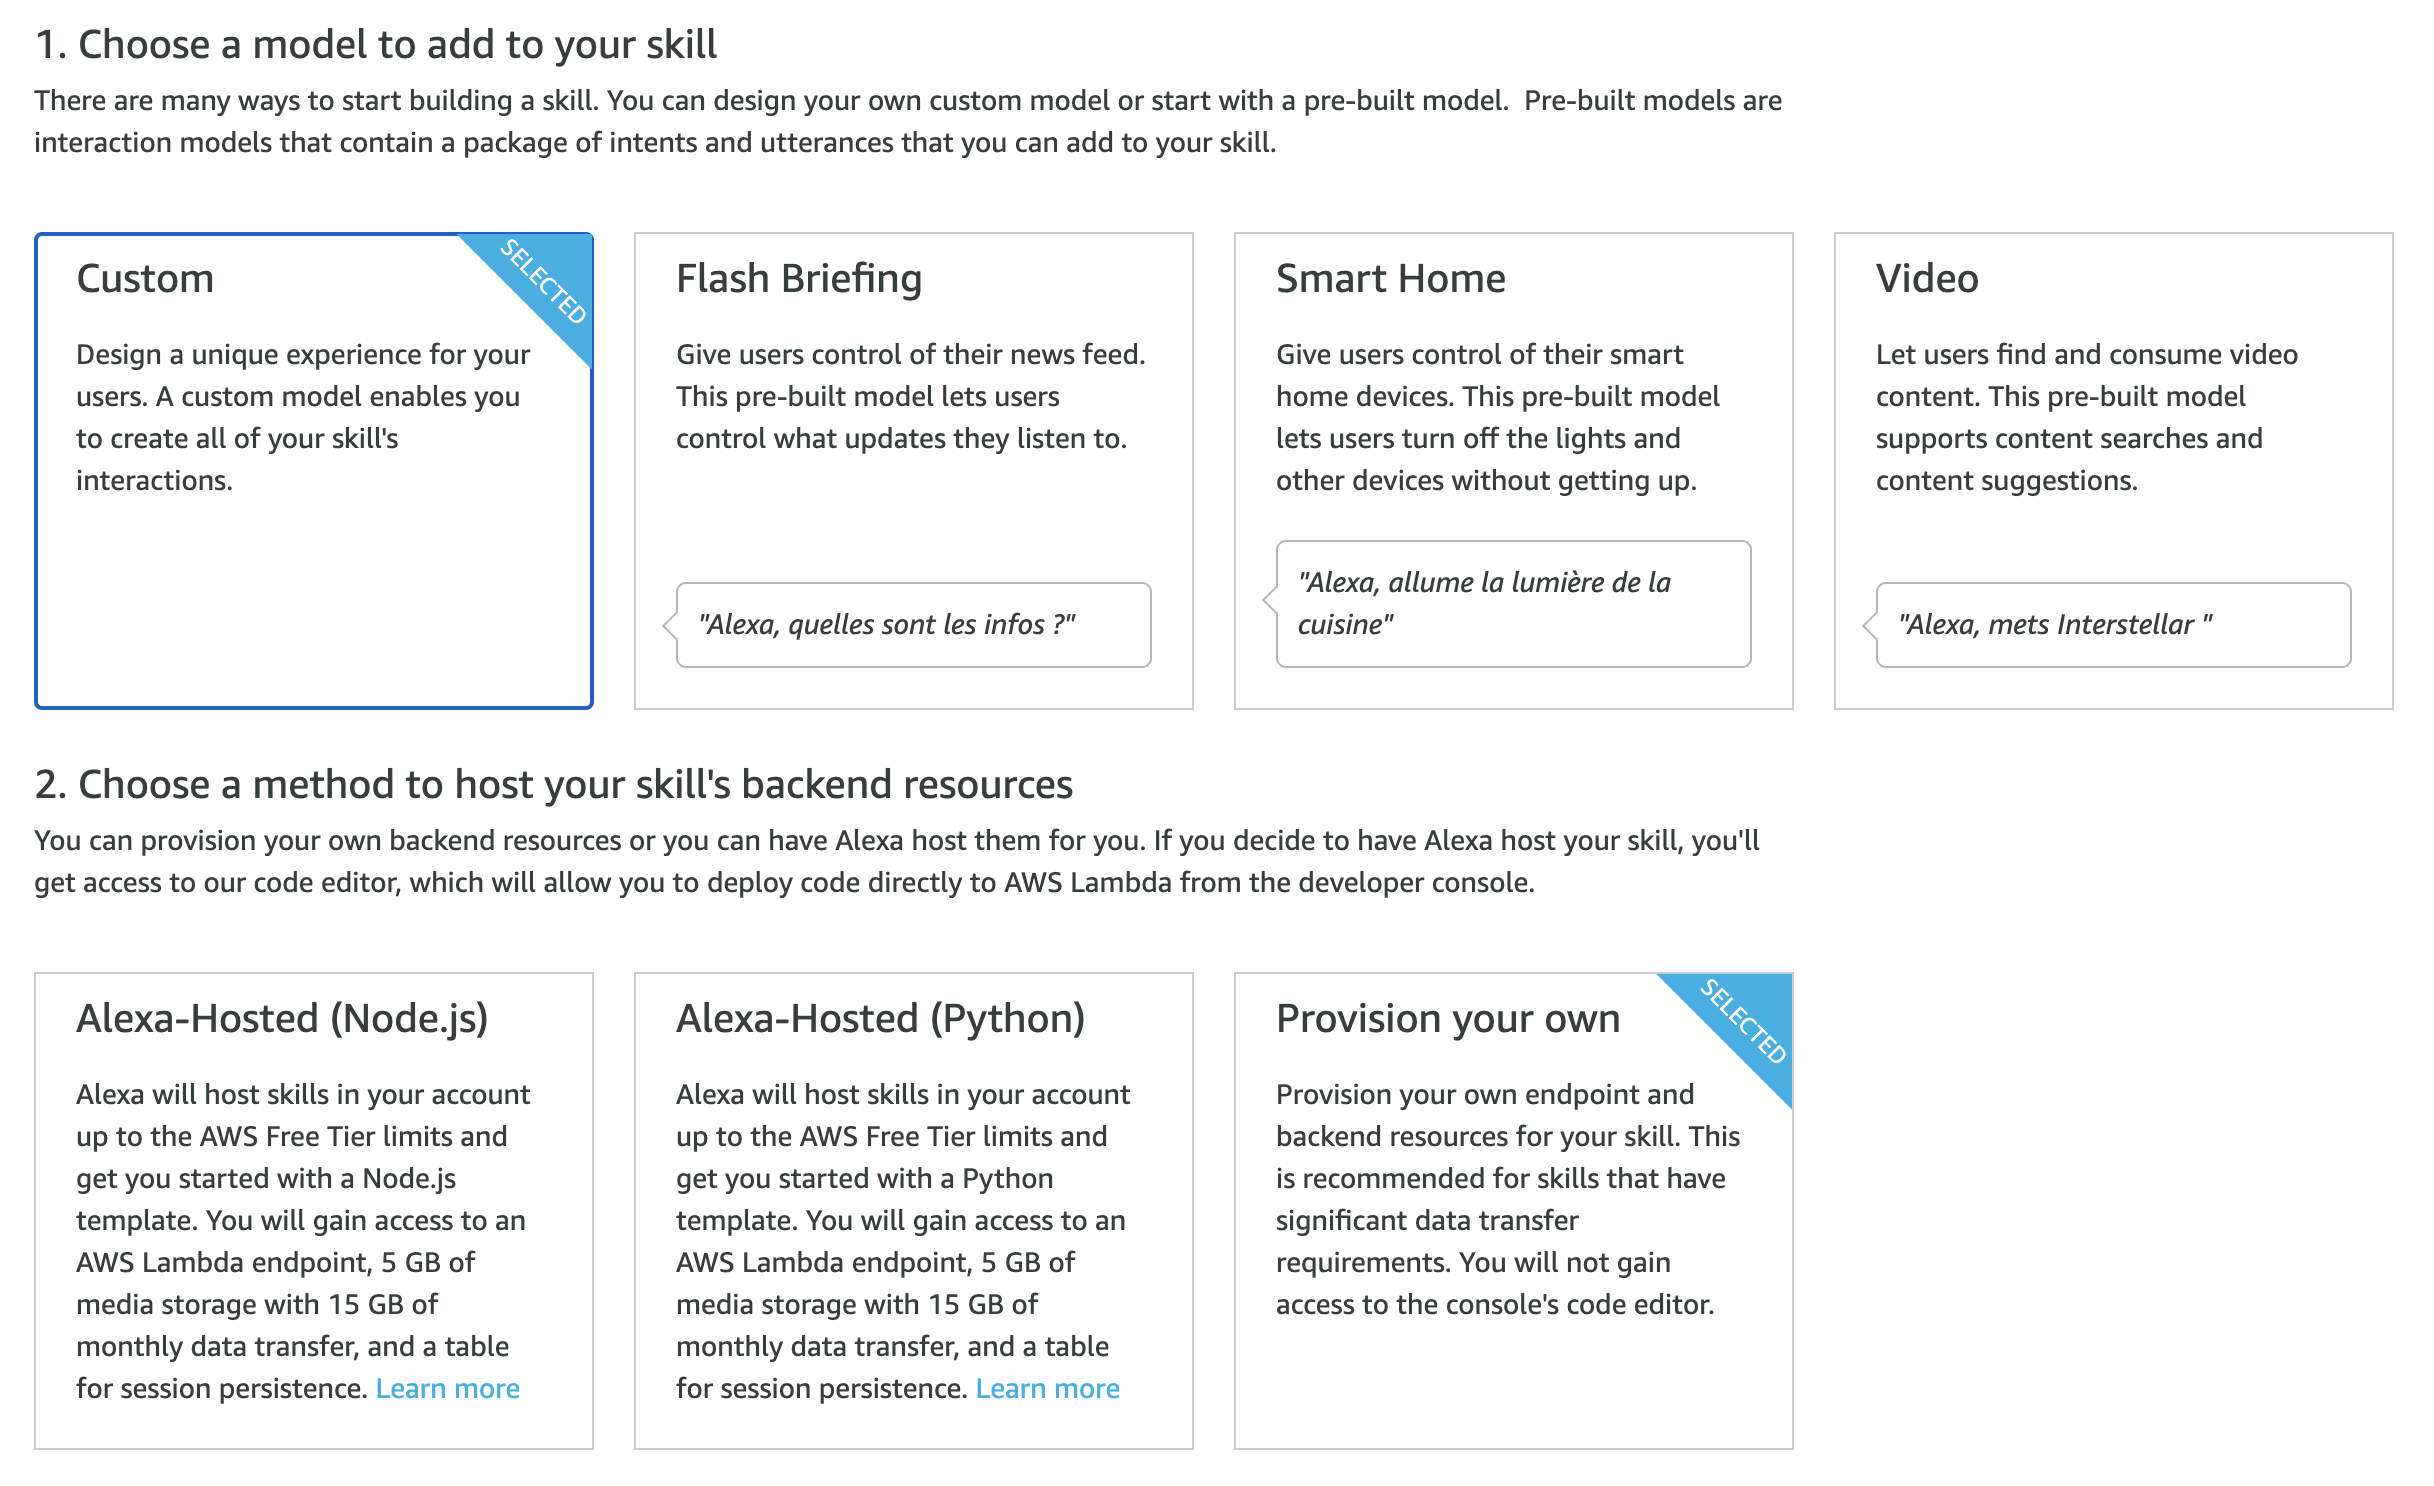 1. Choose a model to add to your skill
There are many ways to start building a skill. You can design your own custom model or start with a pre-built model.  Pre-built models are
interaction models that contain a package of intents and utterances that you can add to your skill.
Custom
SELECTED
Design a unique experience for your
users. A custom model enables you
to create all of your skill's
interactions.
Flash Briefing
Give users control of their news feed.
This pre-built model lets users
control what updates they listen to.
"Alexa, quelles sont les infos ?"
Smart Home
Give users control of their smart
home devices. This pre-built model
lets users turn off the lights and
other devices without getting up.
"Alexa, allume la lumière de la
cuisine"
Video
Let users find and consume video
content. This pre-built model
supports content searches and
content suggestions.
"Alexa, mets Interstellar "
2. Choose a method to host your skill's backend resources
You can provision your own backend resources or you can have Alexa host them for you. If you decide to have Alexa host your skill, you'll
get access to our code editor, which will allow you to deploy code directly to AWS Lambda from the developer console.
Alexa-Hosted (Node.js)
Alexa will host skills in your account
up to the AWS Free Tier limits and
get you started with a Node.js
template. You will gain access to an
AWS Lambda endpoint, 5 GB of
media storage with 15 GB of
monthly data transfer, and a table
for session persistence. Learn more
Alexa-Hosted (Python)
Alexa will host skills in your account
up to the AWS Free Tier limits and
get you started with a Python
template. You will gain access to an
AWS Lambda endpoint, 5 GB of
media storage with 15 GB of
monthly data transfer, and a table
for session persistence. Learn more
Provision your own
SELECTED
Provision your own endpoint and
backend resources for your skill. This
is recommended for skills that have
significant data transfer
requirements. You will not gain
access to the console's code editor.